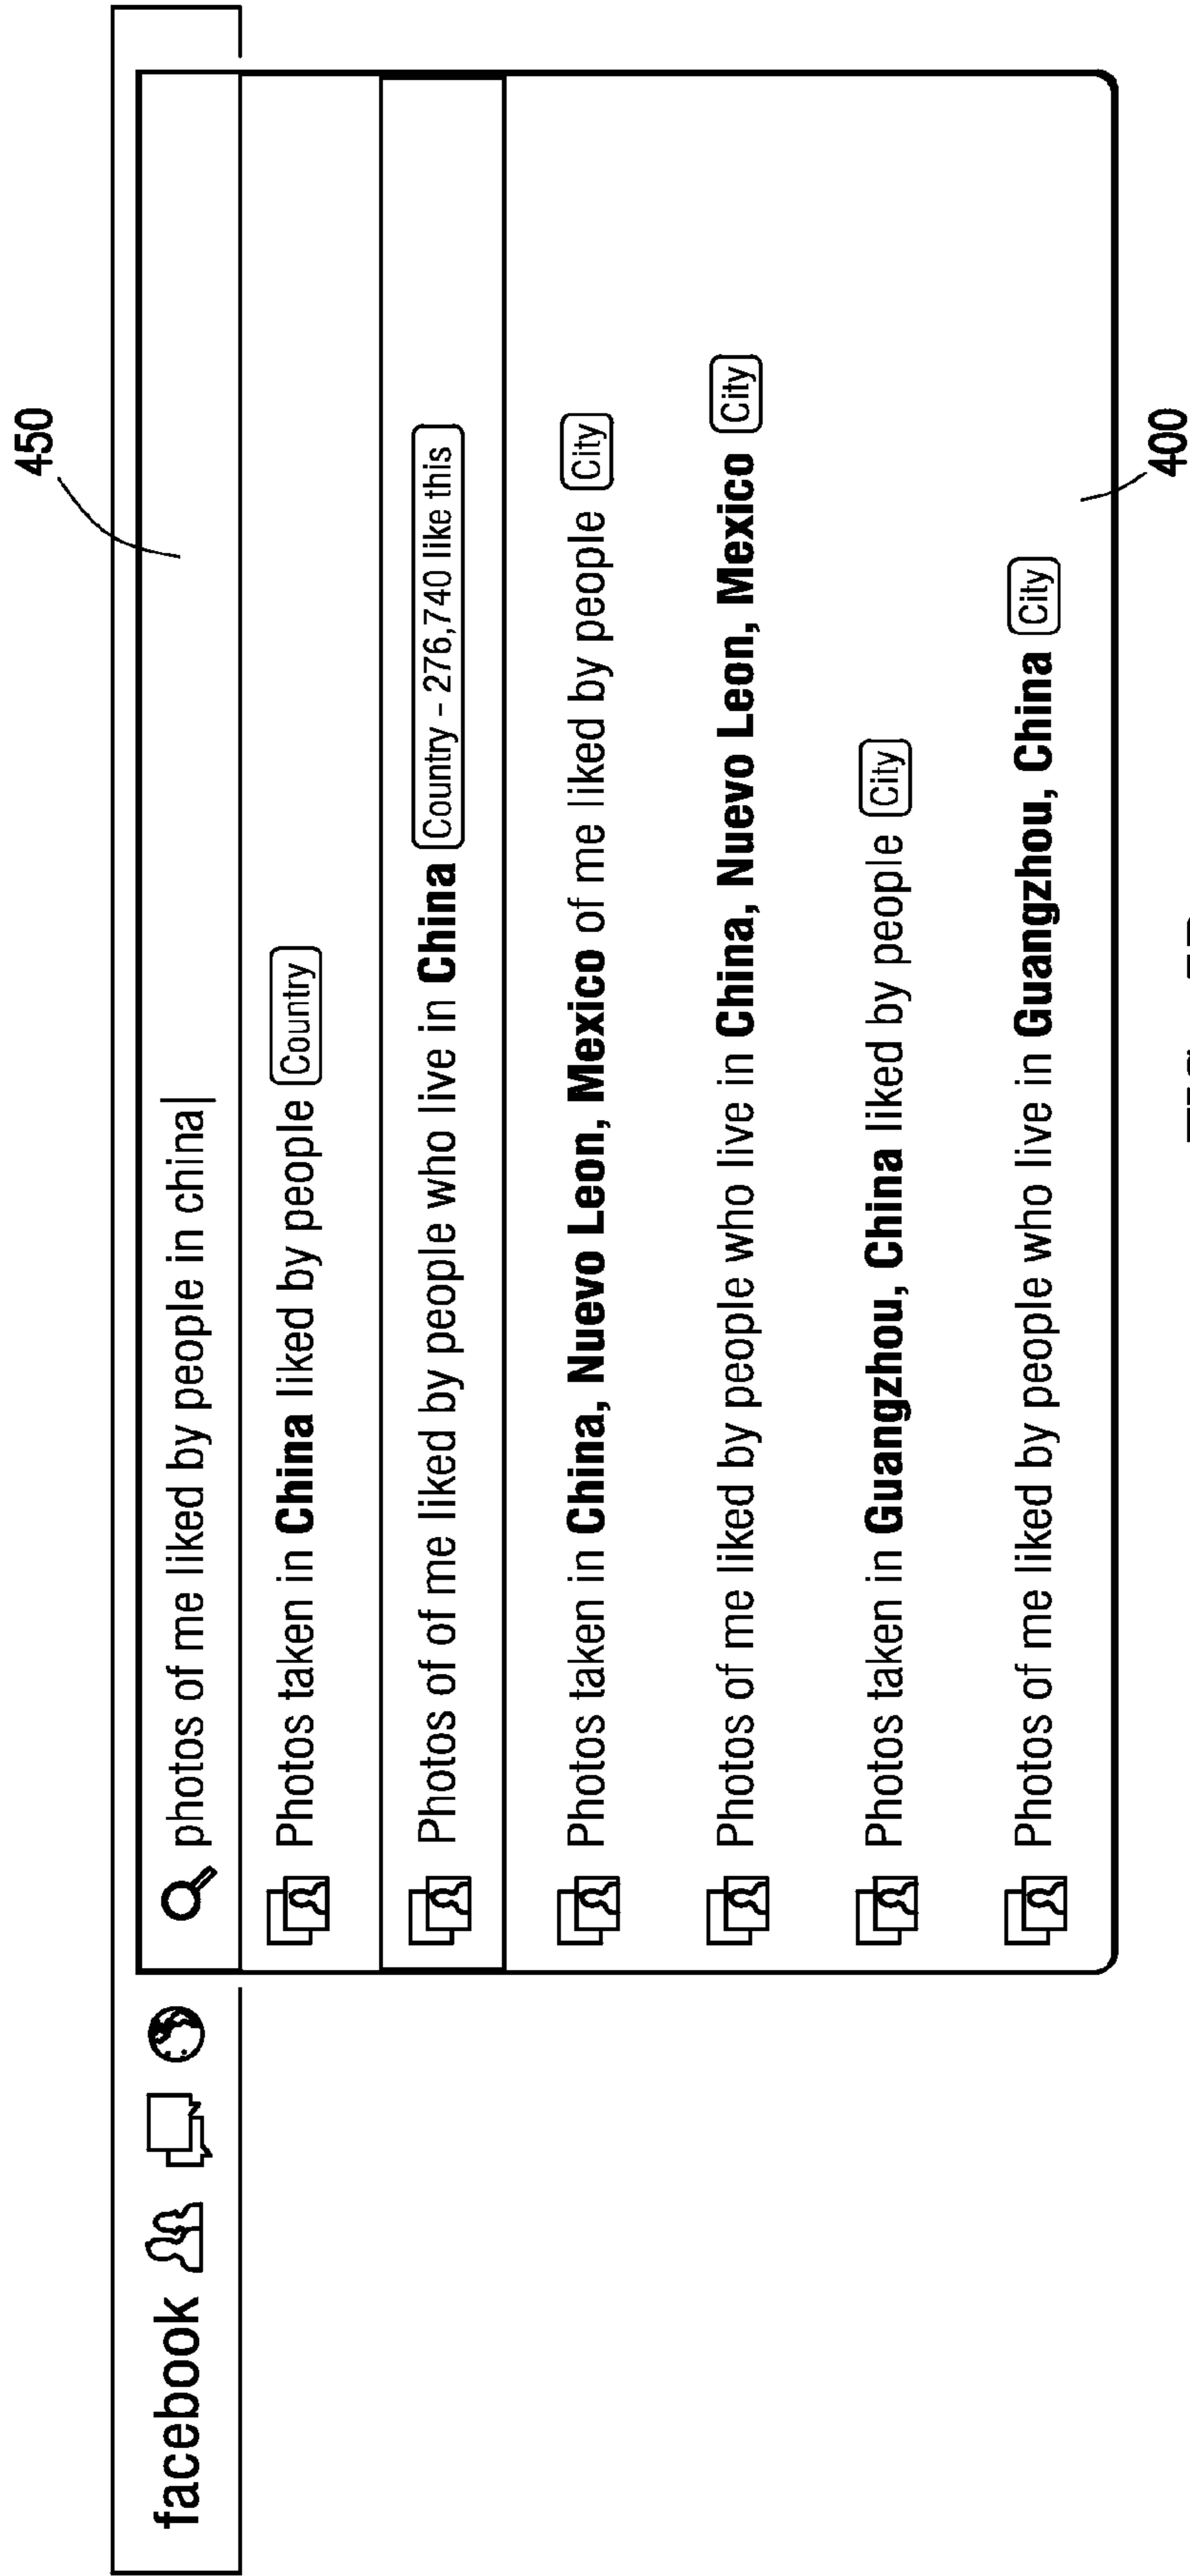 450
facebook
photos of me liked by people in china
Photos taken in China liked by people Country
Photos of of me liked by people who live in China Country – 276,740 like this
Photos taken in China, Nuevo Leon, Mexico of me liked by people City
Photos of me liked by people who live in China, Nuevo Leon, Mexico City
Photos taken in Guangzhou, China liked by people City
Photos of me liked by people who live in Guangzhou, China City
400